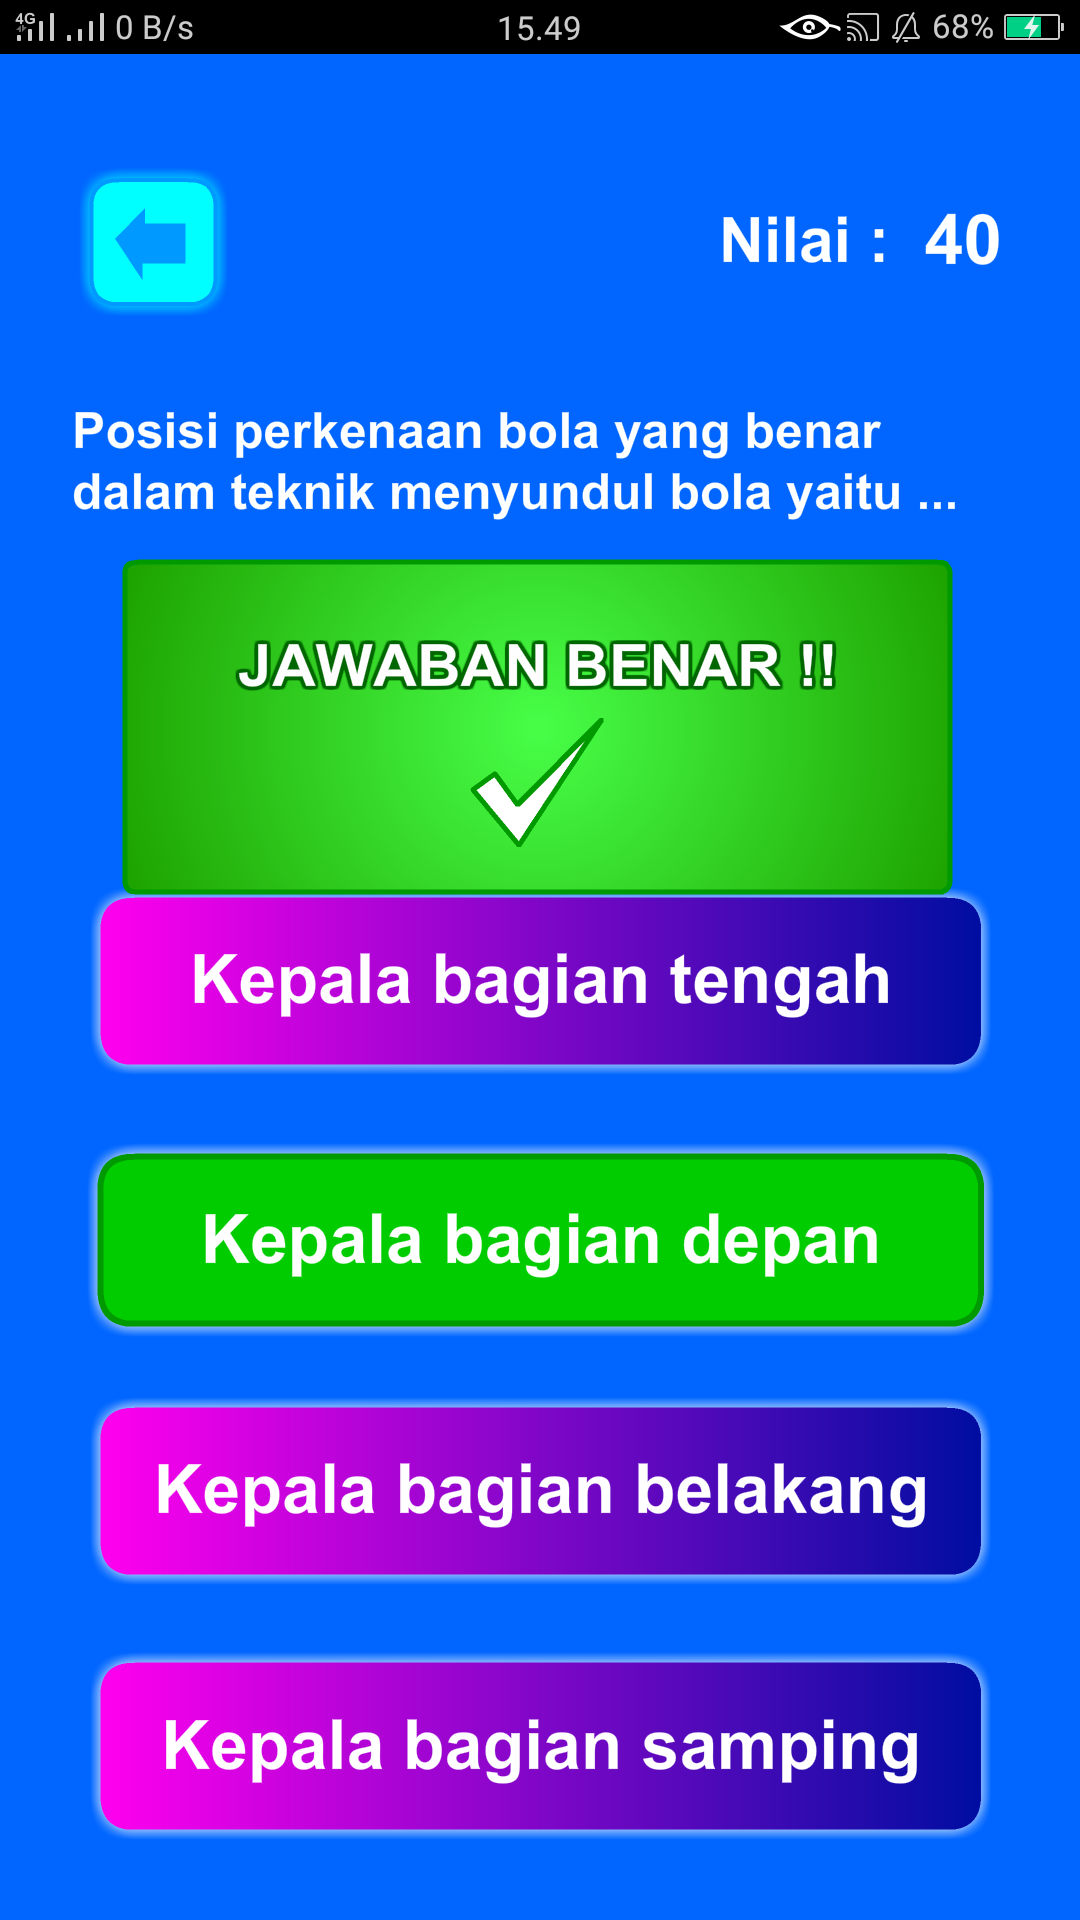 4G 0 B/s 15.49 68%
Nilai : 40
Posisi perkenaan bola yang benar
dalam teknik menyundul bola yaitu ...
JAWABAN BENAR !!
Kepala bagian tengah
Kepala bagian depan
Kepala bagian belakang
Kepala bagian samping